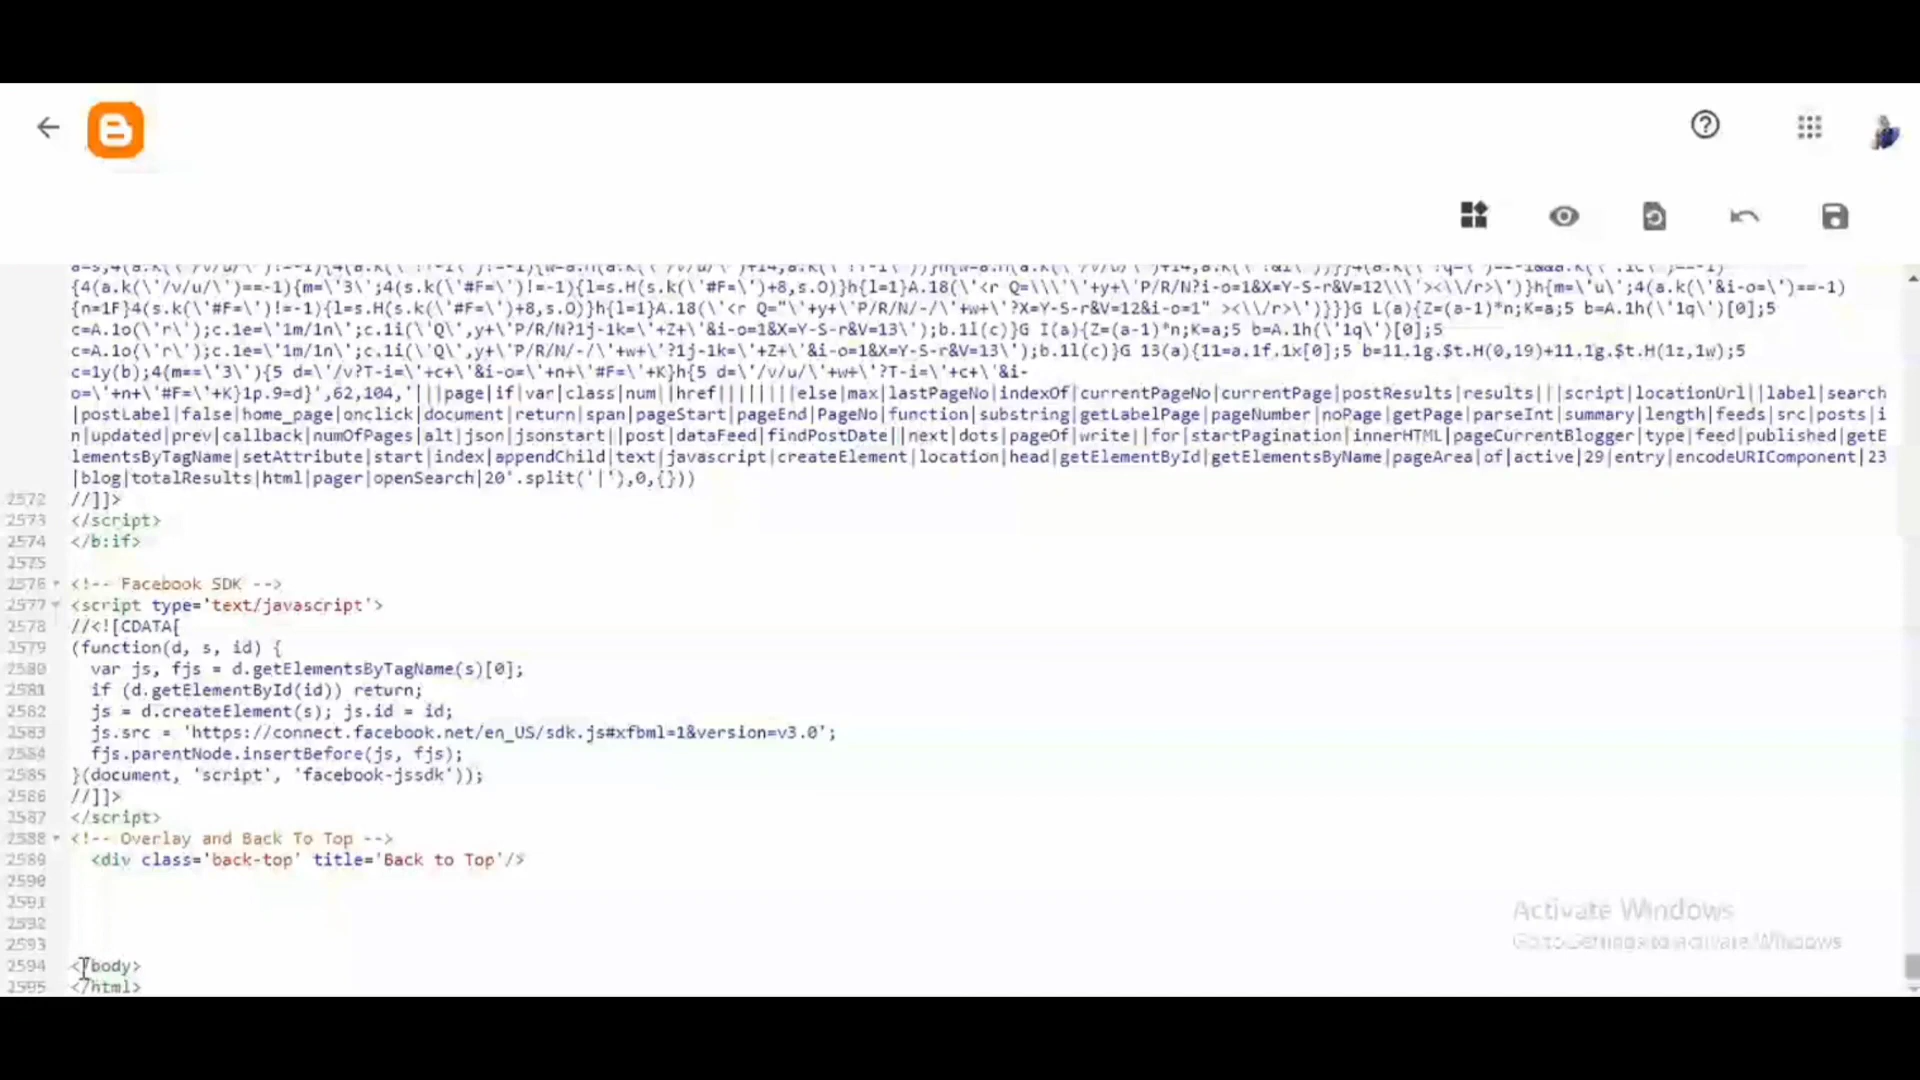 {4(a.k(\'/v/u/\')==-1){m=\'3\';4(s.k(\'#F=\')!=-1){l=s.H(s.k(\'#F=\')+8,s.O)}h{l=1}A.18(\'<r Q=\\\'\'+y+\'P/R/N?i-o=1&X=Y-S-r&V=12\\\'><\\/r>\')}h{m=\'u\';4(a.k(\'&i-o=\')==-1)
{n=1F}4(s.k(\'#F=\')!=-1){l=s.H(s.k(\'#F=\')+8,s.O)}h{l=1}A.18(\'<r Q="\'+y+\'P/R/N/-/\'+w+\'?X=Y-S-r&V=12&i-o=1" ><\\/r>\')}}}G L(a){Z=(a-1)*n;K=a;5 b=A.1h(\'1q\')[0];5
c=A.1o(\'r\');c.1e=\'1m/1n\';c.1i(\'Q\',y+\'P/R/N?1j-1k=\'+Z+\'&i-o=1&X=Y-S-r&V=13\');b.1l(c)}G I(a){Z=(a-1)*n;K=a;5 b=A.1h(\'1q\')[0];5
c=A.1o(\'r\');c.1e=\'1m/1n\';c.1i(\'Q\',y+\'P/R/N/-/\'+w+\'?1j-1k=\'+Z+\'&i-o=1&X=Y-S-r&V=13\');b.1l(c)}G 13(a){11=a.1f,1x[0];5 b=11.1g.$t.H(0,19)+11.1g.$t.H(1z,1w);5
c=1y(b);4(m==\'3\'){5 d=\'/v?T-i=\'+c+\'&i-o=\'+n+\'#F=\'+K}h{5 d=\'/v/u/\'+w+\'?T-i=\'+c+\'&i-
o=\'+n+\'#F=\'+K}1p.9=d}',62,104,'|||page|if|var|class|num||href||||||||else|max|lastPageNo|indexOf|currentPageNo|currentPage|postResults|results|||script|locationUrl||label|search
|postLabel|false|home_page|onclick|document|return|span|pageStart|pageEnd|PageNo|function|substring|getLabelPage|pageNumber|noPage|getPage|parseInt|summary|length|feeds|src|posts|i
n|updated|prev|callback|numOfPages|alt|json|jsonstart||post|dataFeed|findPostDate||next|dots|pageOf|write||for|startPagination|innerHTML|pageCurrentBlogger|type|feed|published|getE
lementsByTagName|setAttribute|start|index|appendChild|text|javascript|createElement|location|head|getElementById|getElementsByName|pageArea|of|active|29|entry|encodeURIComponent|23
|blog|totalResults|html|pager|openSearch|20'.split('|'),0,{}))
2572 //]]>
2573 </script>
2574 </b:if>
2575
2576 <!-- Facebook SDK -->
2577 <script type='text/javascript'>
2578 //<![CDATA[
2579 (function(d, s, id) {
2580 var js, fjs = d.getElementsByTagName(s)[0];
2581 if (d.getElementById(id)) return;
2582 js = d.createElement(s); js.id = id;
2583 js.src = 'https://connect.facebook.net/en_US/sdk.js#xfbml=1&version=v3.0';
2584 fjs.parentNode.insertBefore(js, fjs);
2585 }(document, 'script', 'facebook-jssdk'));
2586 //]]>
2587 </script>
2588 <!-- Overlay and Back To Top -->
2589 <div class='back-top' title='Back to Top'/>
2590
2591
2592
2593
2594 </body>
2595 </html>
Activate Windows
Go to Settings to activate Windows